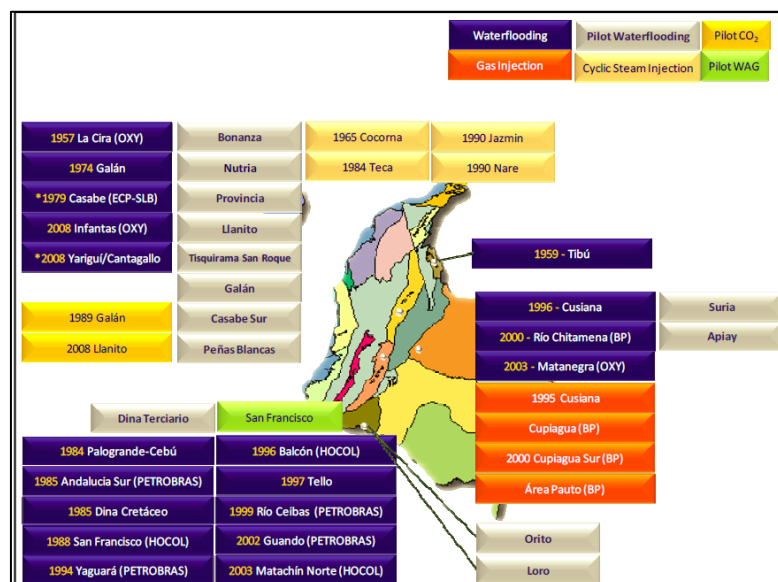 Waterflooding
Pilot Waterflooding
Pilot CO₂
Gas Injection
Cyclic Steam Injection
Pilot WAG
1957 La Cira (OXY)
Bonanza
1965 Cocorna
1990 Jazmin
1974 Galán
Nutria
1984 Teca
1990 Nare
*1979 Casabe (ECP-SLB)
Provincia
2008 Infantas (OXY)
Llanito
*2008 Yariguí/Cantagallo
Tisquirama San Roque
Galán
1989 Galán
Casabe Sur
2008 Llanito
Peñas Blancas
1959 - Tibú
1996 - Cusiana
Suria
2000 - Río Chitamena (BP)
Apiay
2003 - Matanegra (OXY)
1995 Cusiana
Cupiagua (BP)
2000 Cupiagua Sur (BP)
Área Pauto (BP)
Dina Terciario
San Francisco
1984 Palogrande-Cebú
1996 Balcón (HOCOL)
1985 Andalucia Sur (PETROBRAS)
1997 Tello
1985 Dina Cretáceo
1999 Río Ceibas (PETROBRAS)
1988 San Francisco (HOCOL)
2002 Guando (PETROBRAS)
1994 Yaguará (PETROBRAS)
2003 Matachín Norte (HOCOL)
Orito
Loro